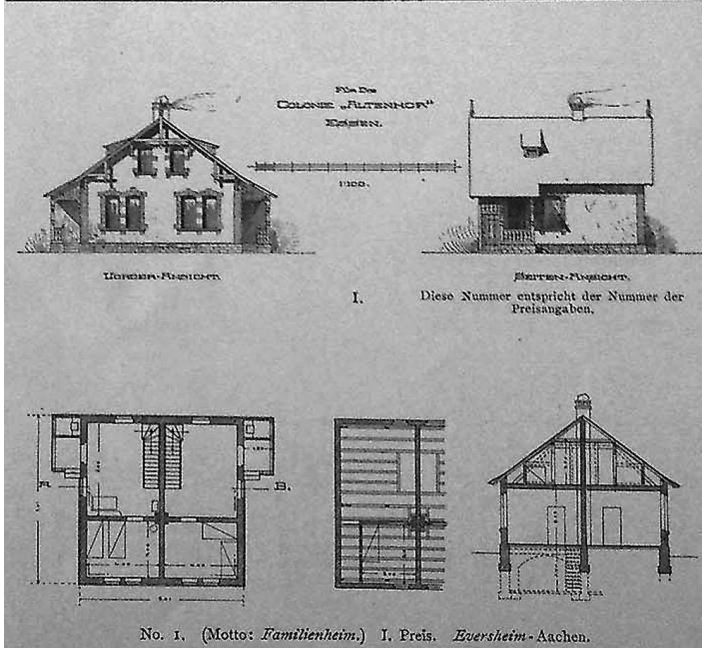 Für Die
COLONIE „ALTENHOF"
ESSEN.
1:100.
VORDER-ANSICHT.
SEITEN-ANSICHT.
I.
Diese Nummer entspricht der Nummer der
Preisangaben.
A.
B.
No. 1. (Motto: Familienheim.) I. Preis. Eversheim-Aachen.